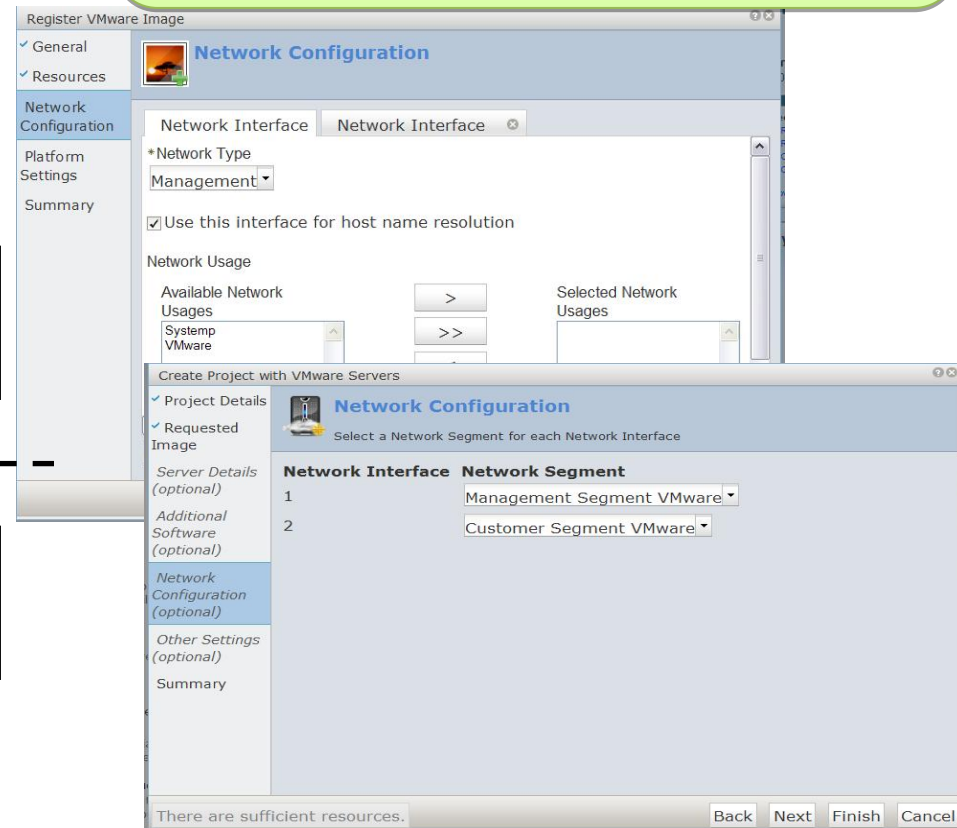 Register VMware Image
General
Resources
Network
Configuration
Platform
Settings
Summary
Network Configuration
Network Interface
Network Interface
*Network Type
Management
Use this interface for host name resolution
Network Usage
Available Network
Usages
Systemp
VMware
>
>>
Selected Network
Usages
Create Project with VMware Servers
Project Details
Requested
Image
Server Details
(optional)
Additional
Software
(optional)
Network
Configuration
(optional)
Other Settings
(optional)
Summary
Network Configuration
Select a Network Segment for each Network Interface
Network Interface Network Segment
1 Management Segment VMware
2 Customer Segment VMware
There are sufficient resources.
Back Next Finish Cancel